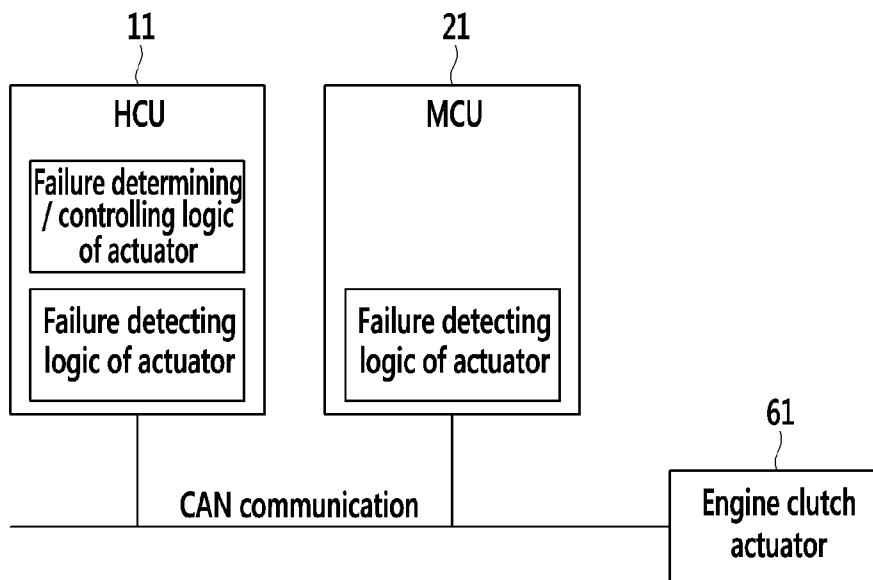 11
21
HCU
MCU
Failure determining
/ controlling logic
of actuator
Failure detecting
logic of actuator
Failure detecting
logic of actuator
61
CAN communication
Engine clutch
actuator